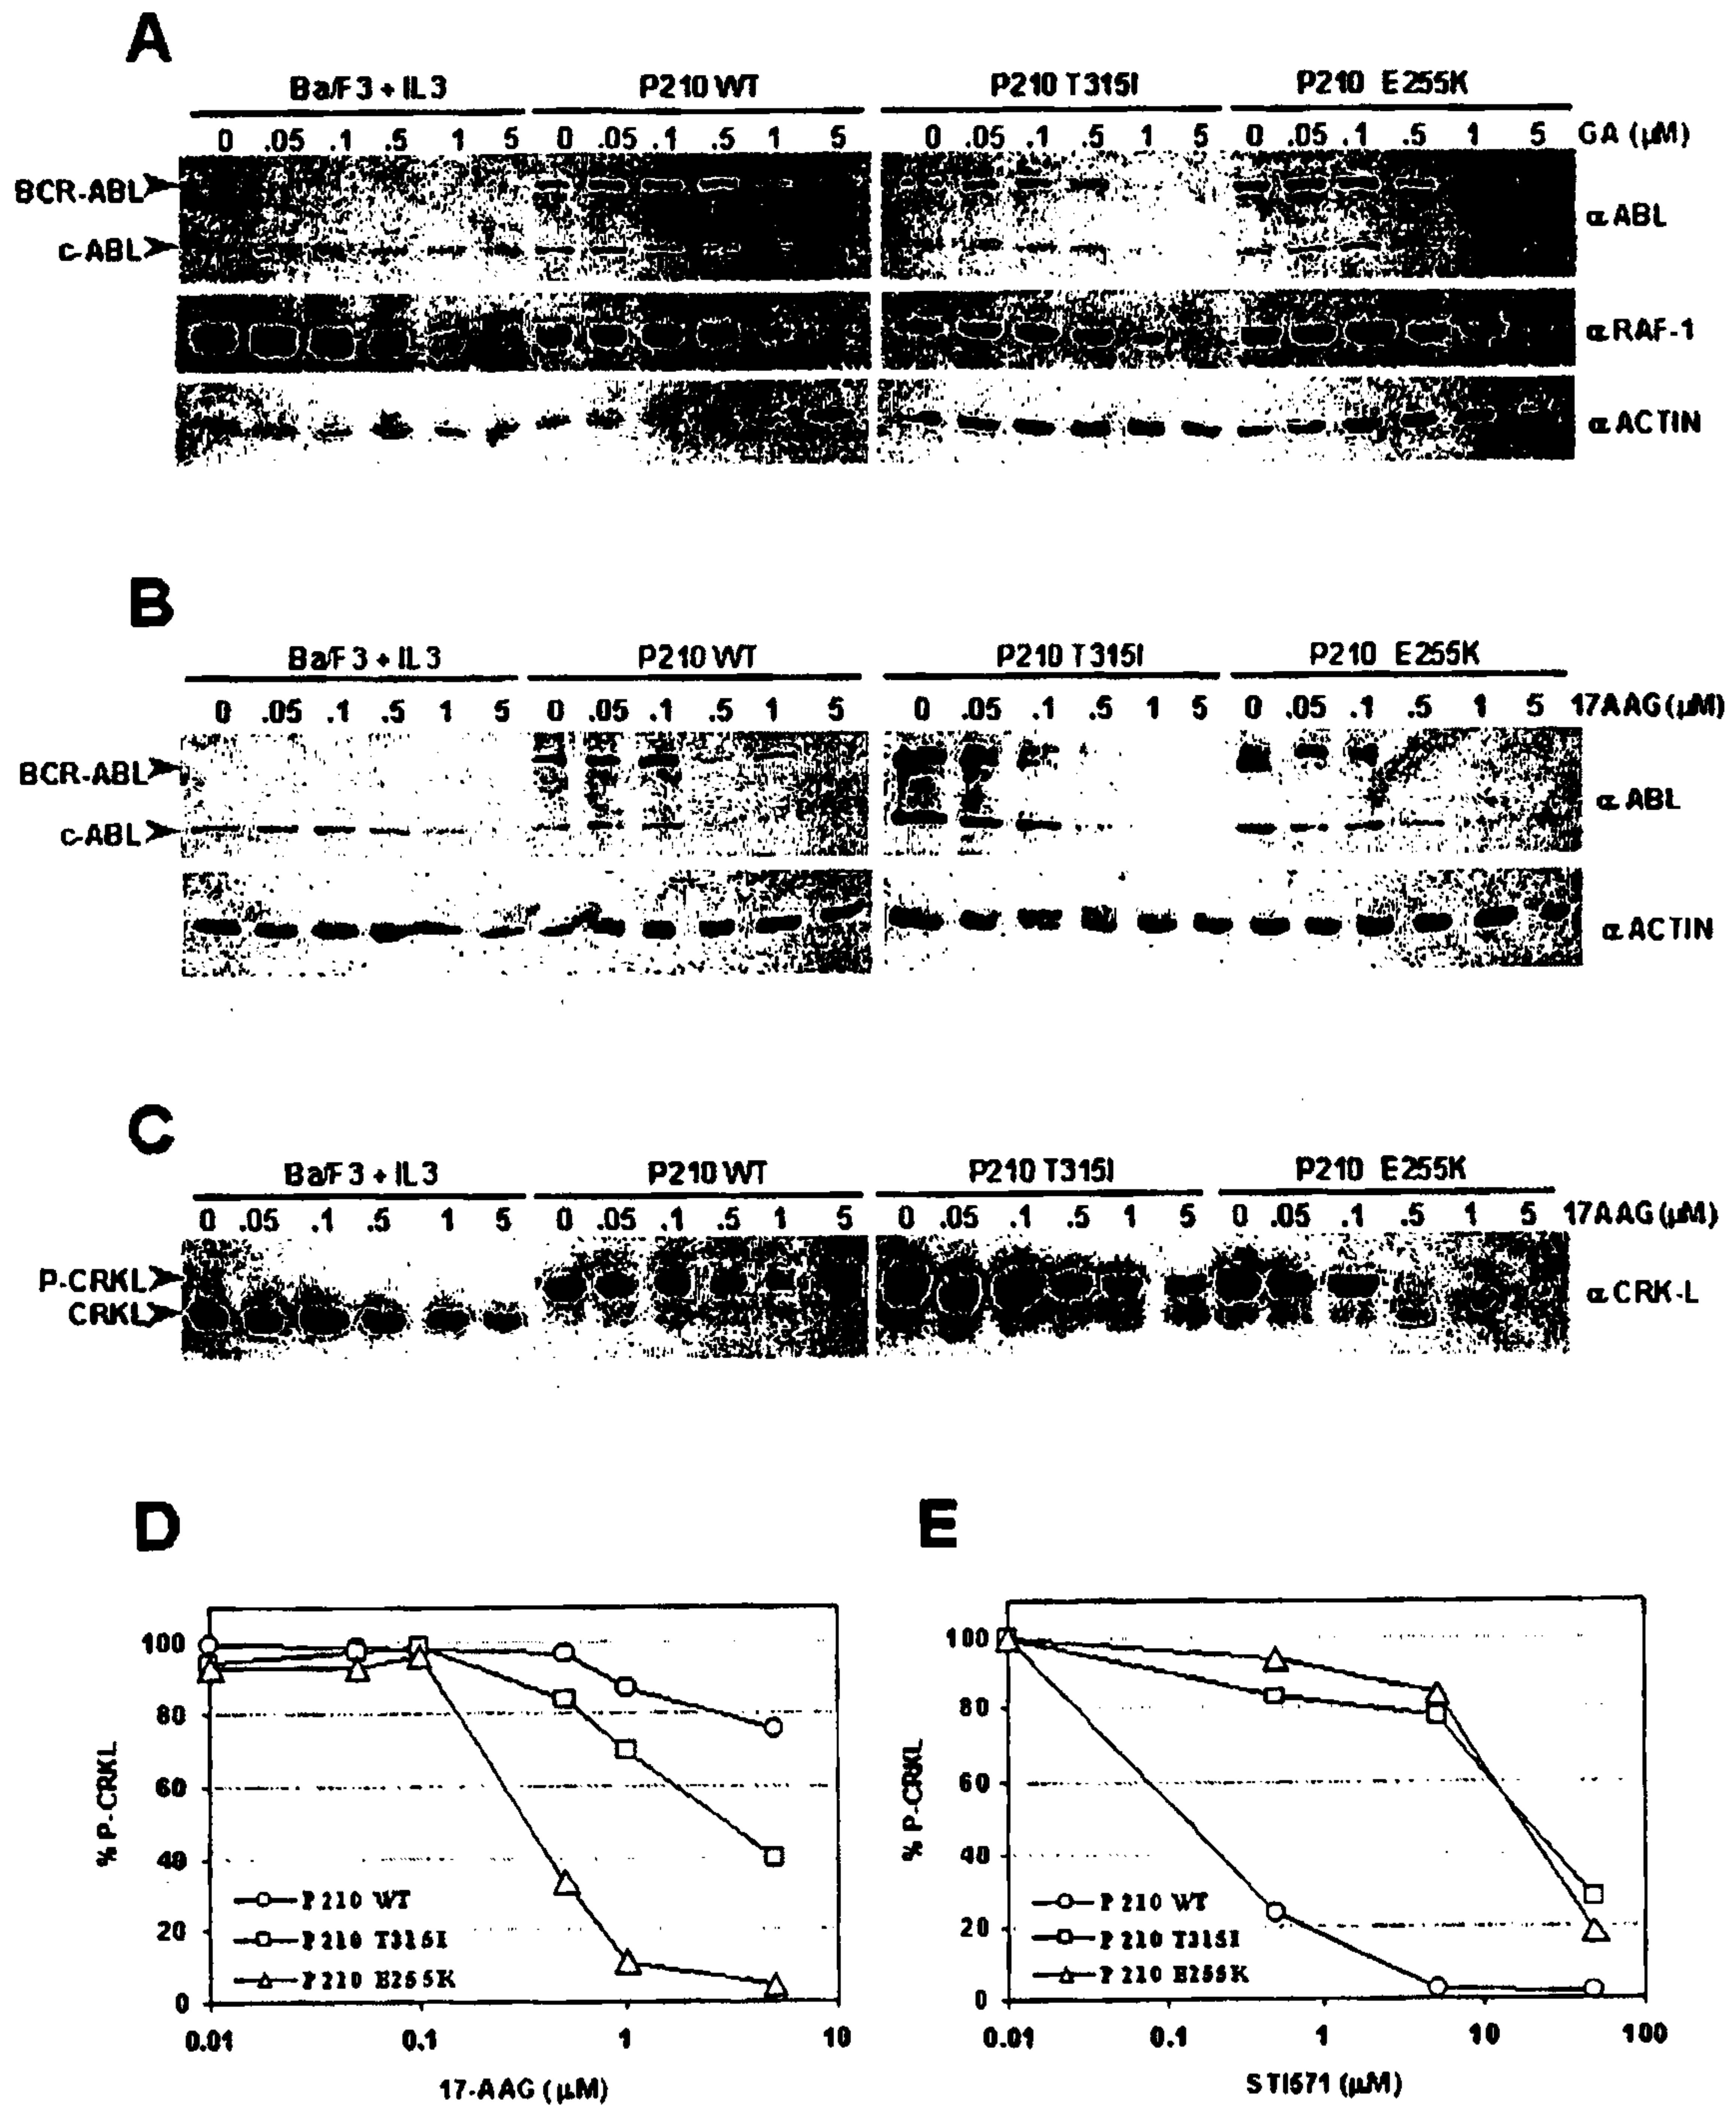 A
Ba/F3 + IL3 P210 WT P210 T315I P210 E255K
0 .05 .1 .5 1 5 0 .05 .1 .5 1 5 0 .05 .1 .5 1 5 0 .05 .1 .5 1 5 GA (µM)
BCR-ABL
c-ABL
α ABL
α RAF-1
α ACTIN
B
Ba/F3 + IL3 P210 WT P210 T315I P210 E255K
0 .05 .1 .5 1 5 0 .05 .1 .5 1 5 0 .05 .1 .5 1 5 0 .05 .1 .5 1 5 17AAG (µM)
BCR-ABL
c-ABL
α ABL
α ACTIN
C
Ba/F3 + IL3 P210 WT P210 T315I P210 E255K
0 .05 .1 .5 1 5 0 .05 .1 .5 1 5 0 .05 .1 .5 1 5 0 .05 .1 .5 1 5 17AAG (µM)
P-CRKL
CRKL
α CRK-L
D
100
80
60
40
20
0
% P-CRKL
P210 WT
P210 T315I
P210 E255K
0.01 0.1 1 10
17-AAG (µM)
E
100
80
60
40
20
0
% P-CRKL
P210 WT
P210 T315I
P210 E255K
0.01 0.1 1 10 100
STI571 (µM)